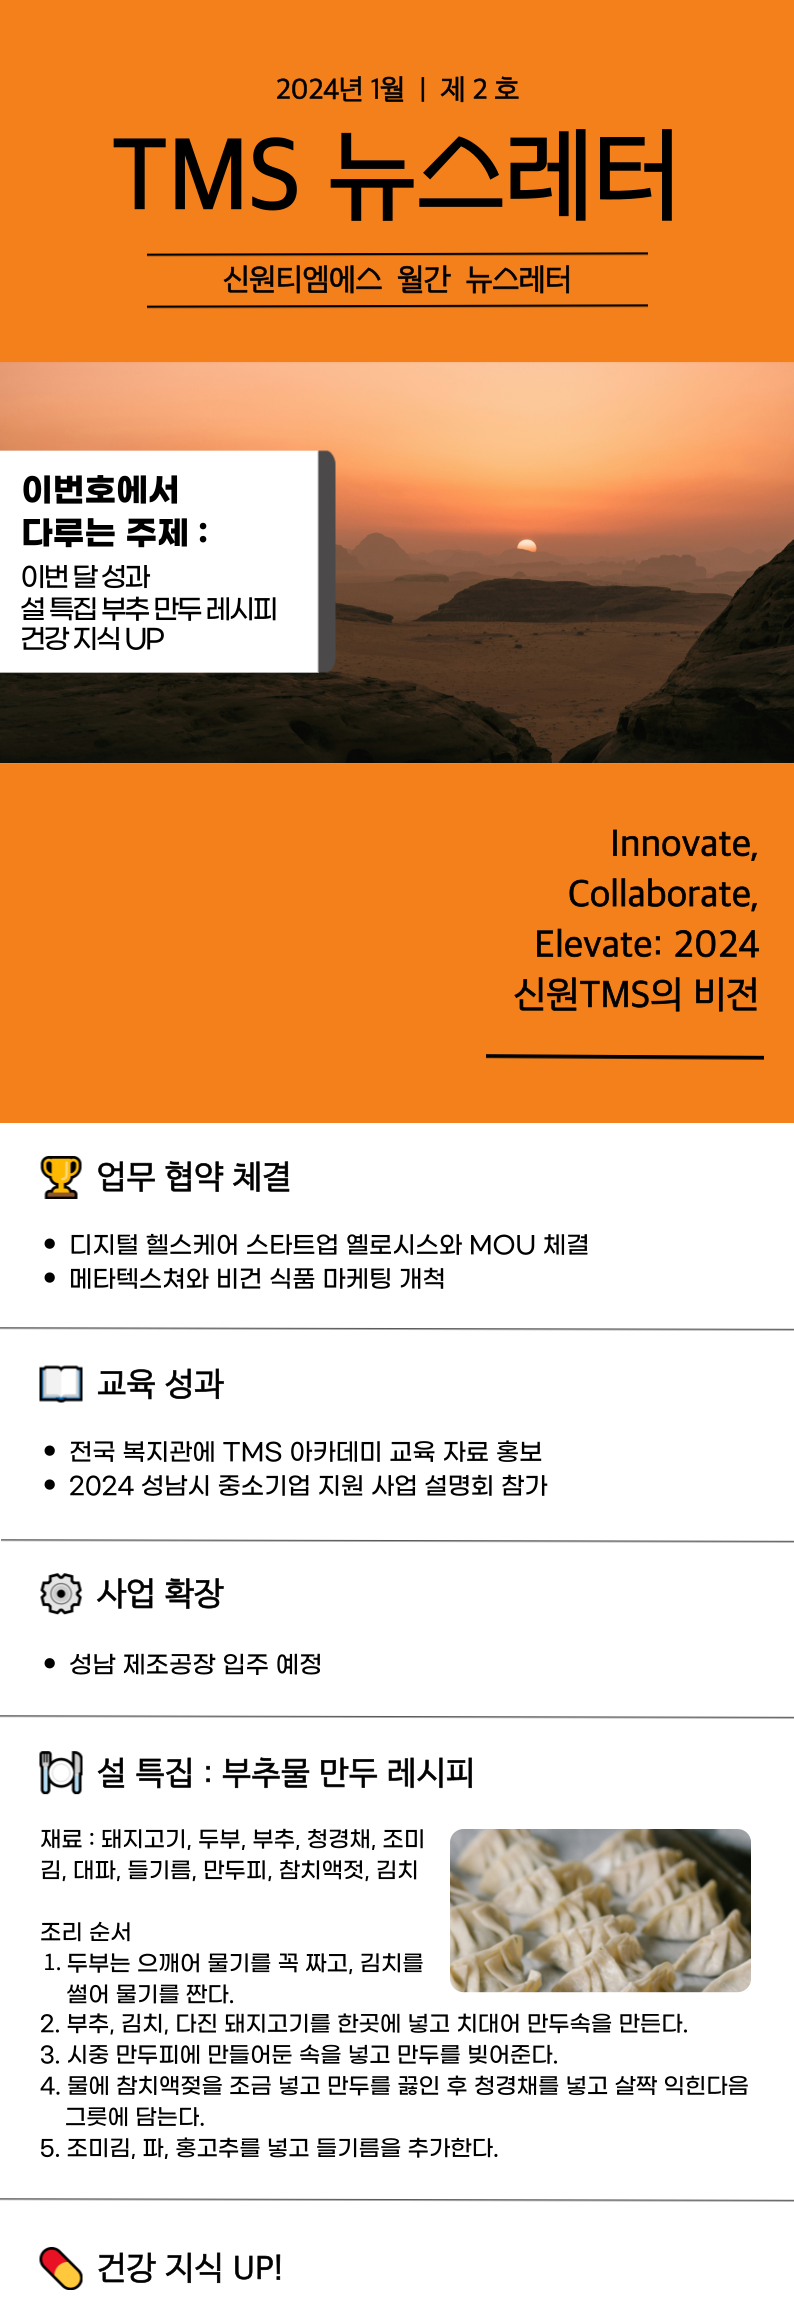 2024년 1월 | 제 2 호
TMS 뉴스레터
신원티엠에스 월간 뉴스레터
이번호에서
다루는 주제 :
이번 달 성과
설 특집 부추 만두 레시피
건강 지식 UP
Innovate,
Collaborate,
Elevate: 2024
신원TMS의 비전
업무 협약 체결
• 디지털 헬스케어 스타트업 옐로시스와 MOU 체결
• 메타텍스쳐와 비건 식품 마케팅 개척
교육 성과
• 전국 복지관에 TMS 아카데미 교육 자료 홍보
• 2024 성남시 중소기업 지원 사업 설명회 참가
사업 확장
• 성남 제조공장 입주 예정
설 특집 : 부추물 만두 레시피
재료 : 돼지고기, 두부, 부추, 청경채, 조미
김, 대파, 들기름, 만두피, 참치액젓, 김치
조리 순서
1. 두부는 으깨어 물기를 꼭 짜고, 김치를
썰어 물기를 짠다.
2. 부추, 김치, 다진 돼지고기를 한곳에 넣고 치대어 만두속을 만든다.
3. 시중 만두피에 만들어둔 속을 넣고 만두를 빚어준다.
4. 물에 참치액젖을 조금 넣고 만두를 끓인 후 청경채를 넣고 살짝 익힌다음
그릇에 담는다.
5. 조미김, 파, 홍고추를 넣고 들기름을 추가한다.
건강 지식 UP!